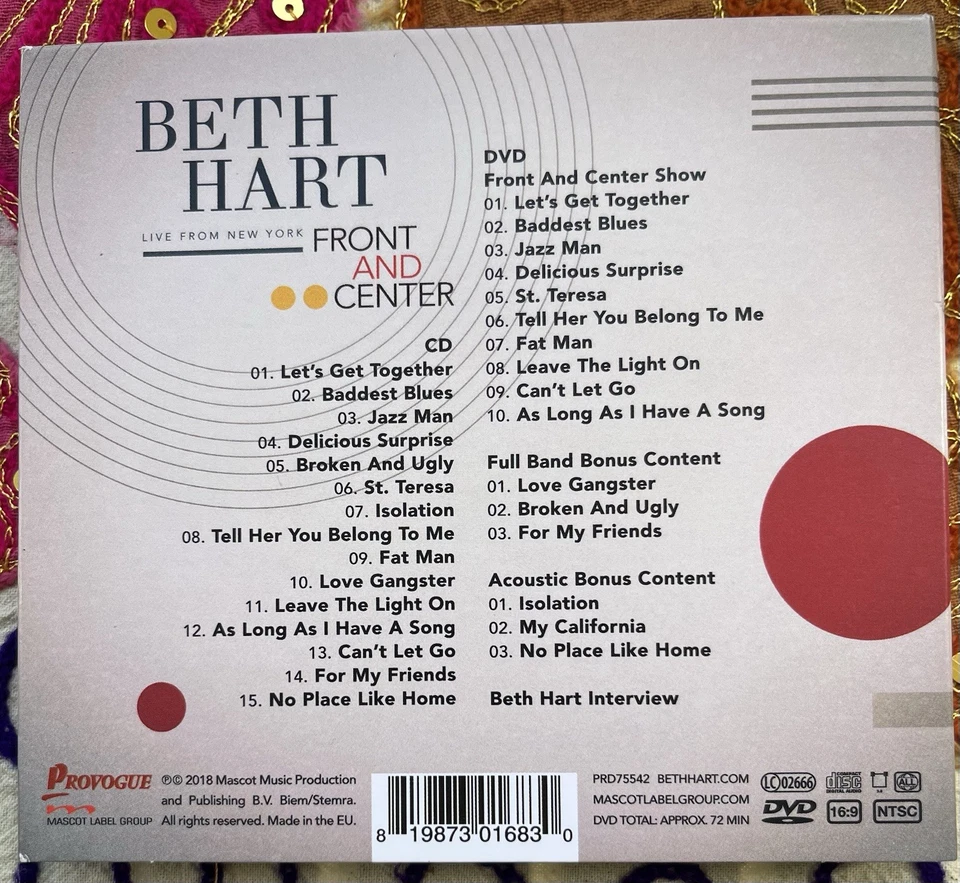 BETH
HART
LIVE FROM NEW YORK
FRONT
AND
CENTER
CD
01. Let's Get Together
02. Baddest Blues
03. Jazz Man
04. Delicious Surprise
05. Broken And Ugly
06. St. Teresa
07. Isolation
08. Tell Her You Belong To Me
09. Fat Man
10. Love Gangster
11. Leave The Light On
12. As Long As I Have A Song
13. Can't Let Go
14. For My Friends
15. No Place Like Home
DVD
Front And Center Show
01. Let's Get Together
02. Baddest Blues
03. Jazz Man
04. Delicious Surprise
05. St. Teresa
06. Tell Her You Belong To Me
07. Fat Man
08. Leave The Light On
09. Can't Let Go
10. As Long As I Have A Song
Full Band Bonus Content
01. Love Gangster
02. Broken And Ugly
03. For My Friends
Acoustic Bonus Content
01. Isolation
02. My California
03. No Place Like Home
Beth Hart Interview
PROVOGUE
MASCOT LABEL GROUP
℗© 2018 Mascot Music Production
and Publishing B.V. Biem/Stemra.
All rights reserved. Made in the EU.
8 19873 01683 0
PRD75542 BETHHART.COM
MASCOTLABELGROUP.COM
DVD TOTAL: APPROX. 72 MIN
LC 02666
COMPACT
disc
DIGITAL AUDIO
ALL
DVD
16:9
NTSC